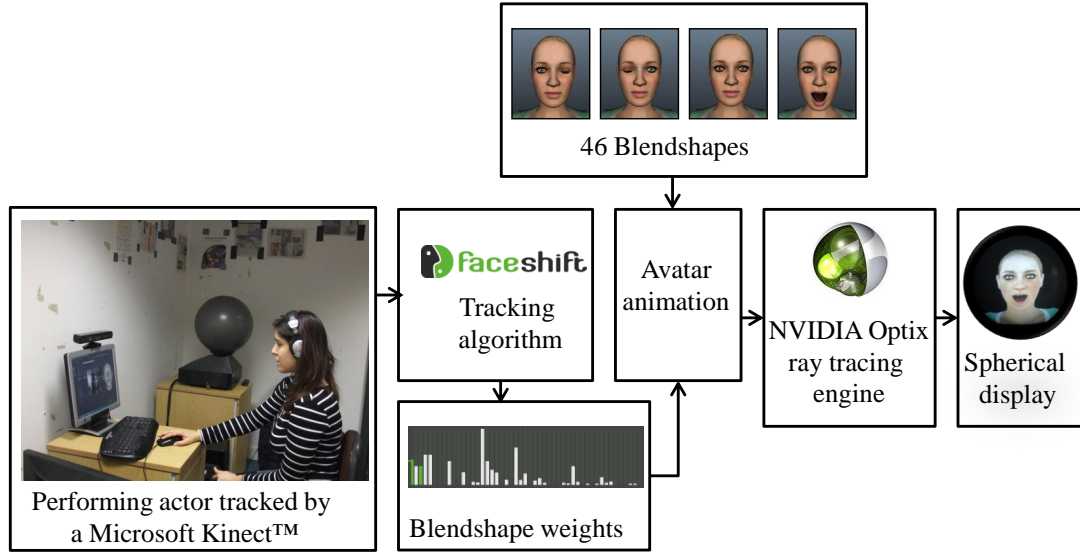 46 Blendshapes
Performing actor tracked by
a Microsoft Kinect™
faceshift
Tracking
algorithm
Blendshape weights
Avatar
animation
NVIDIA Optix
ray tracing
engine
Spherical
display